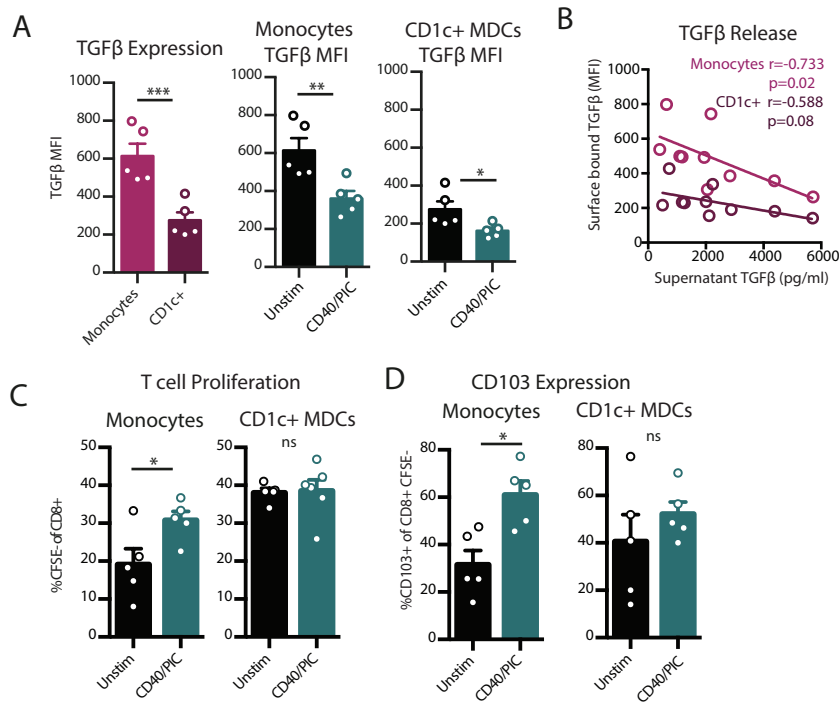 A
TGFβ Expression
TGFβ MFI
1000
800
600
400
200
0
***
Monocytes
CD1c+
Monocytes
TGFβ MFI
1000
800
600
400
200
0
**
Unstim
CD40/PIC
CD1c+ MDCs
TGFβ MFI
1000
800
600
400
200
0
*
Unstim
CD40/PIC
B
TGFβ Release
Monocytes r=-0.733
p=0.02
CD1c+ r=-0.588
p=0.08
Surface bound TGFβ (MFI)
1000
800
600
400
200
0
0
2000
4000
6000
Supernatant TGFβ (pg/ml)
C
T cell Proliferation
Monocytes
%CFSE-of CD8+
50
40
30
20
10
0
*
Unstim
CD40/PIC
CD1c+ MDCs
ns
50
40
30
20
10
0
Unstim
CD40/PIC
D
CD103 Expression
Monocytes
%CD103+ of CD8+ CFSE-
80
60
40
20
0
*
Unstim
CD40/PIC
CD1c+ MDCs
ns
80
60
40
20
0
Unstim
CD40/PIC